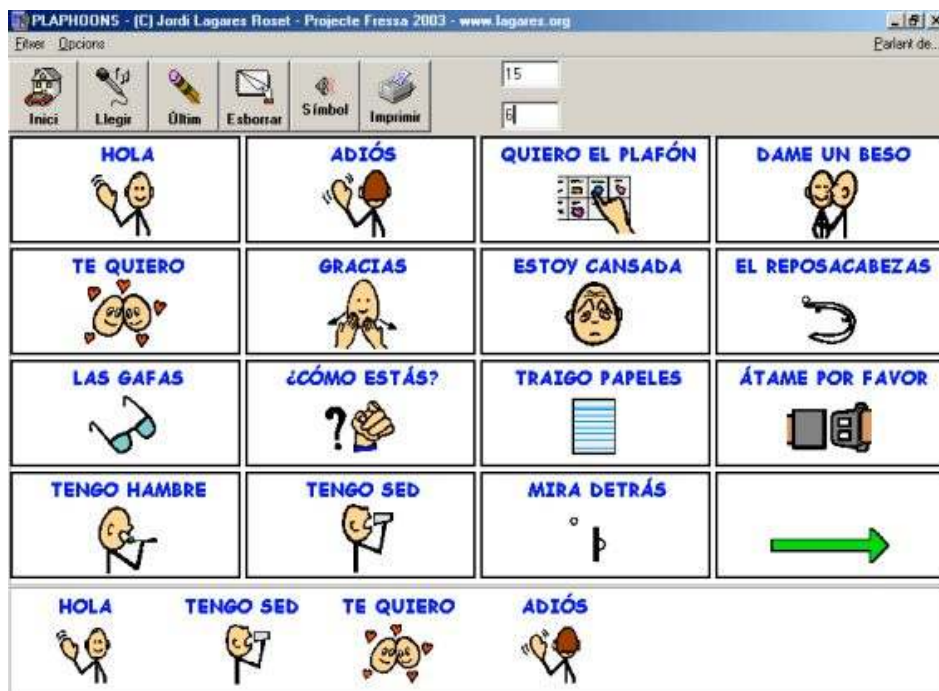 PLAPHOONS - (C) Jordi Lagares Roset - Projecte Fressa 2003 - www.lagares.org
Fitxer Opcions Parlant de...
15
Inici Llegir Últim Esborrar Símbol Imprimir
6
HOLA ADIÓS QUIERO EL PLAFÓN DAME UN BESO
TE QUIERO GRACIAS ESTOY CANSADA EL REPOSACABEZAS
LAS GAFAS ¿CÓMO ESTÁS? TRAIGO PAPELES ÁTAME POR FAVOR
?
TENGO HAMBRE TENGO SED MIRA DETRÁS
HOLA TENGO SED TE QUIERO ADIÓS